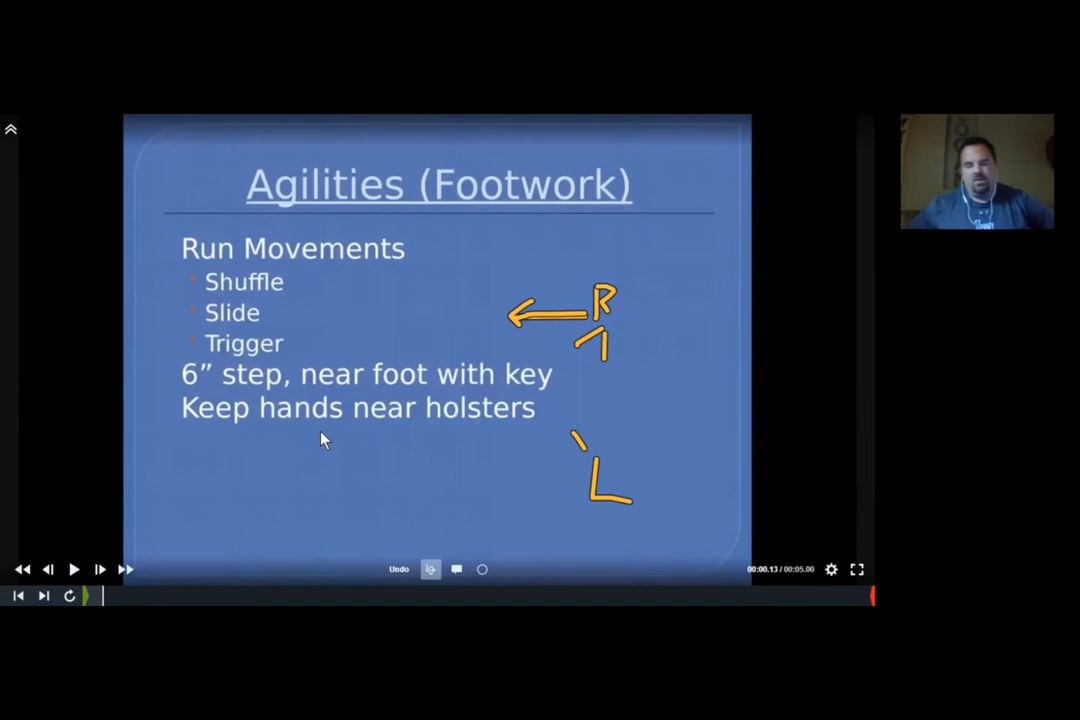 Agilities (Footwork)
Run Movements
Shuffle
Slide
Trigger
6” step, near foot with key
Keep hands near holsters
R
L
Undo
00:00.13 / 00:05.00